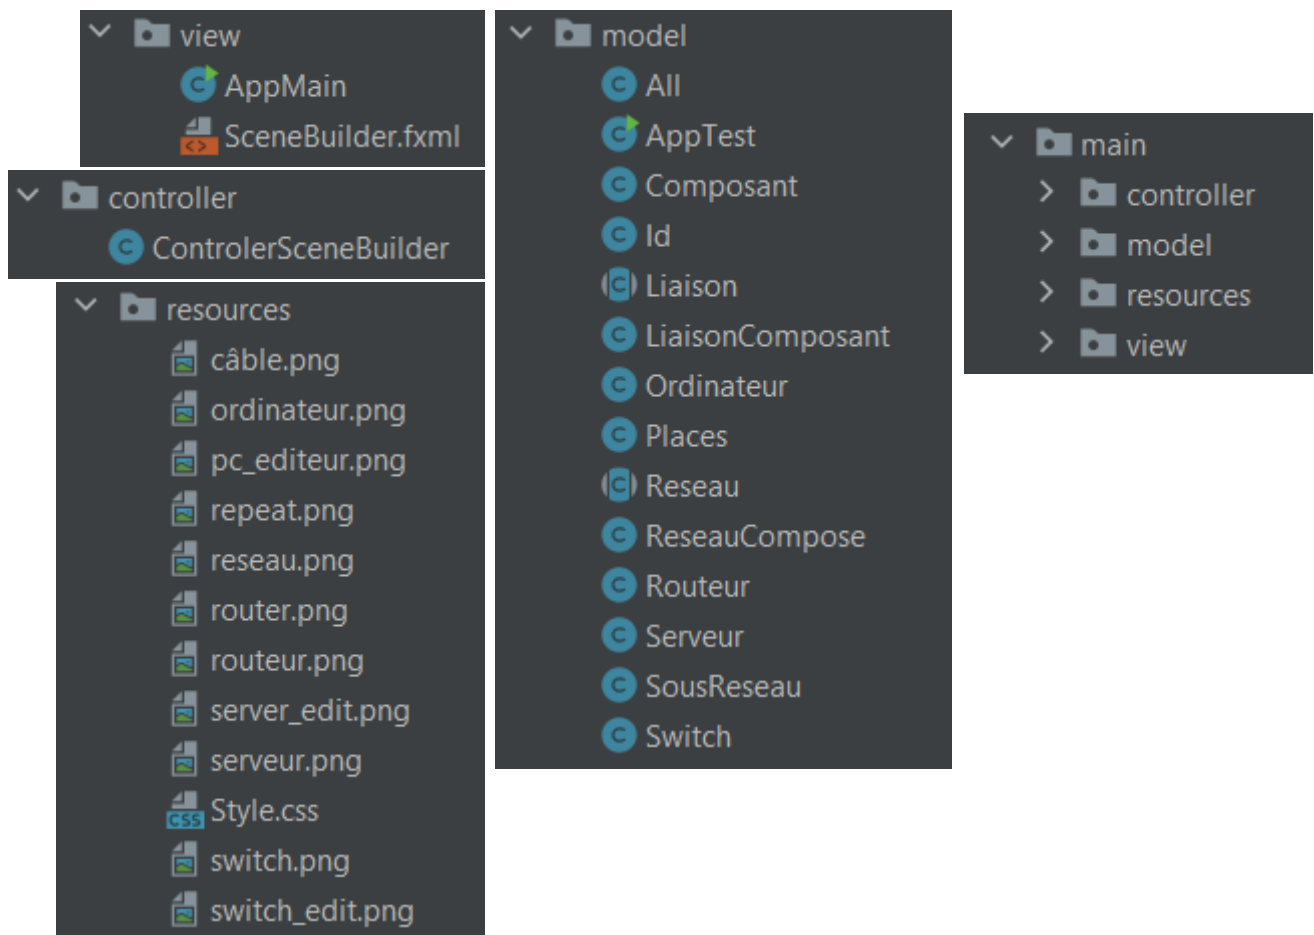 view
AppMain
SceneBuilder.fxml
controller
ControlerSceneBuilder
resources
câble.png
ordinateur.png
pc_editeur.png
repeat.png
reseau.png
router.png
routeur.png
server_edit.png
serveur.png
Style.css
switch.png
switch_edit.png
model
All
AppTest
Composant
Id
Liaison
LiaisonComposant
Ordinateur
Places
Reseau
ReseauCompose
Routeur
Serveur
SousReseau
Switch
main
controller
model
resources
view